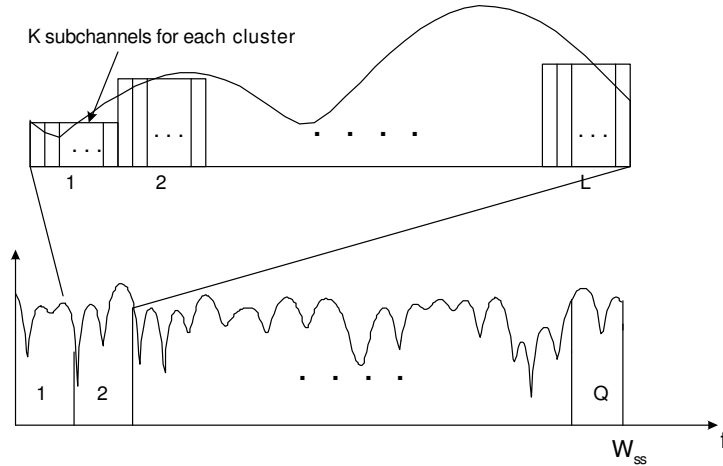 K subchannels for each cluster
. . .
. . .
. . . .
. . .
1
2
L
. . . .
1
2
Q
W_ss
f